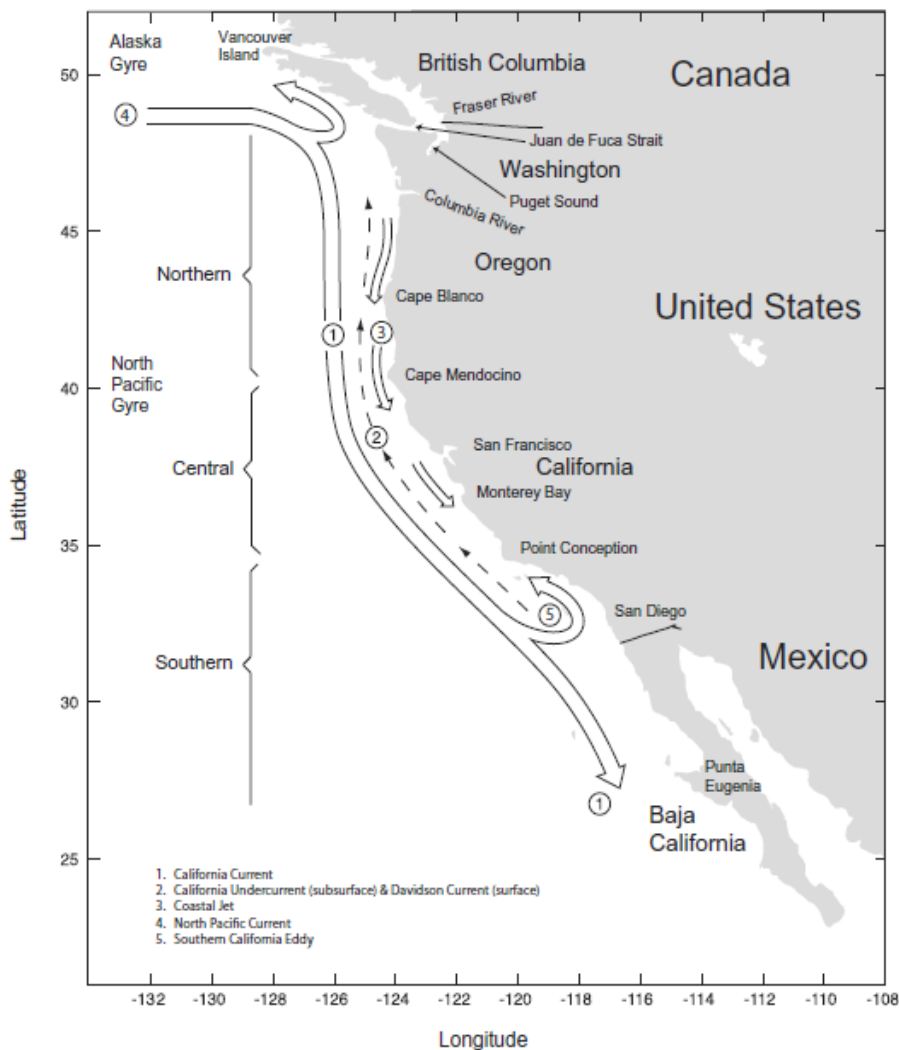 Alaska
Gyre
Vancouver
Island
British Columbia
Canada
50
4
Fraser River
Juan de Fuca Strait
Washington
Puget Sound
Columbia River
45
Oregon
Northern
Cape Blanco
United States
1
3
North
Pacific
Gyre
Cape Mendocino
40
2
San Francisco
Central
California
Monterey Bay
Latitude
35
Point Conception
5
San Diego
Southern
Mexico
30
Punta
Eugenia
1
Baja
California
25
1. California Current
2. California Undercurrent (subsurface) & Davidson Current (surface)
3. Coastal Jet
4. North Pacific Current
5. Southern California Eddy
-132 -130 -128 -126 -124 -122 -120 -118 -116 -114 -112 -110 -108
Longitude